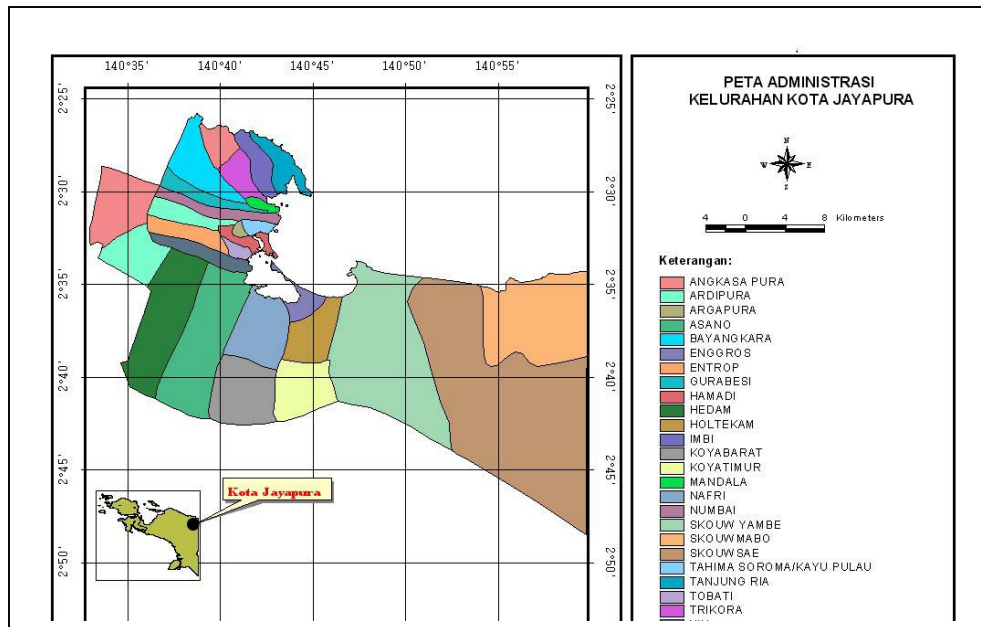 140°35' 140°40' 140°45' 140°50' 140°55'
2°25' 2°25'
2°30' 2°30'
2°35' 2°35'
2°40' 2°40'
2°45' 2°45'
2°50' 2°50'
Kota Jayapura
PETA ADMINISTRASI
KELURAHAN KOTA JAYAPURA
N
W E
S
4 0 4 8 Kilometers
Keterangan:
ANGKASA PURA
ARDIPURA
ARGAPURA
ASANO
BAYANGKARA
ENGGROS
ENTROP
GURABESI
HAMADI
HEDAM
HOLTEKAM
IMBI
KOYABARAT
KOYATIMUR
MANDALA
NAFRI
NUMBAI
SKOUW YAMBE
SKOUWMABO
SKOUWSAE
TAHIMA SOROMA/KAYU PULAU
TANJUNG RIA
TOBATI
TRIKORA